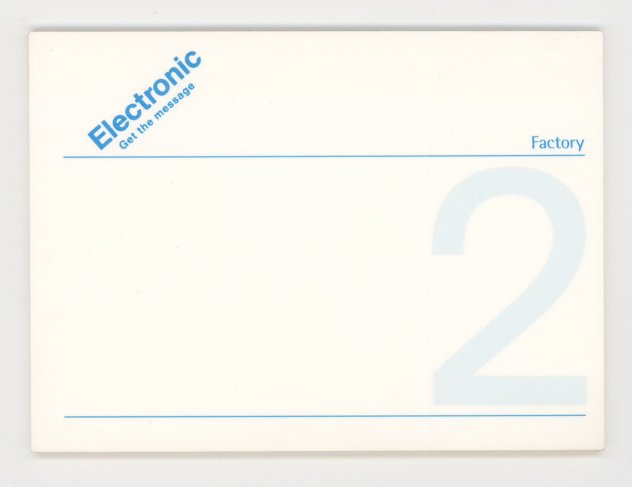 Electronic
Get the message
Factory
2